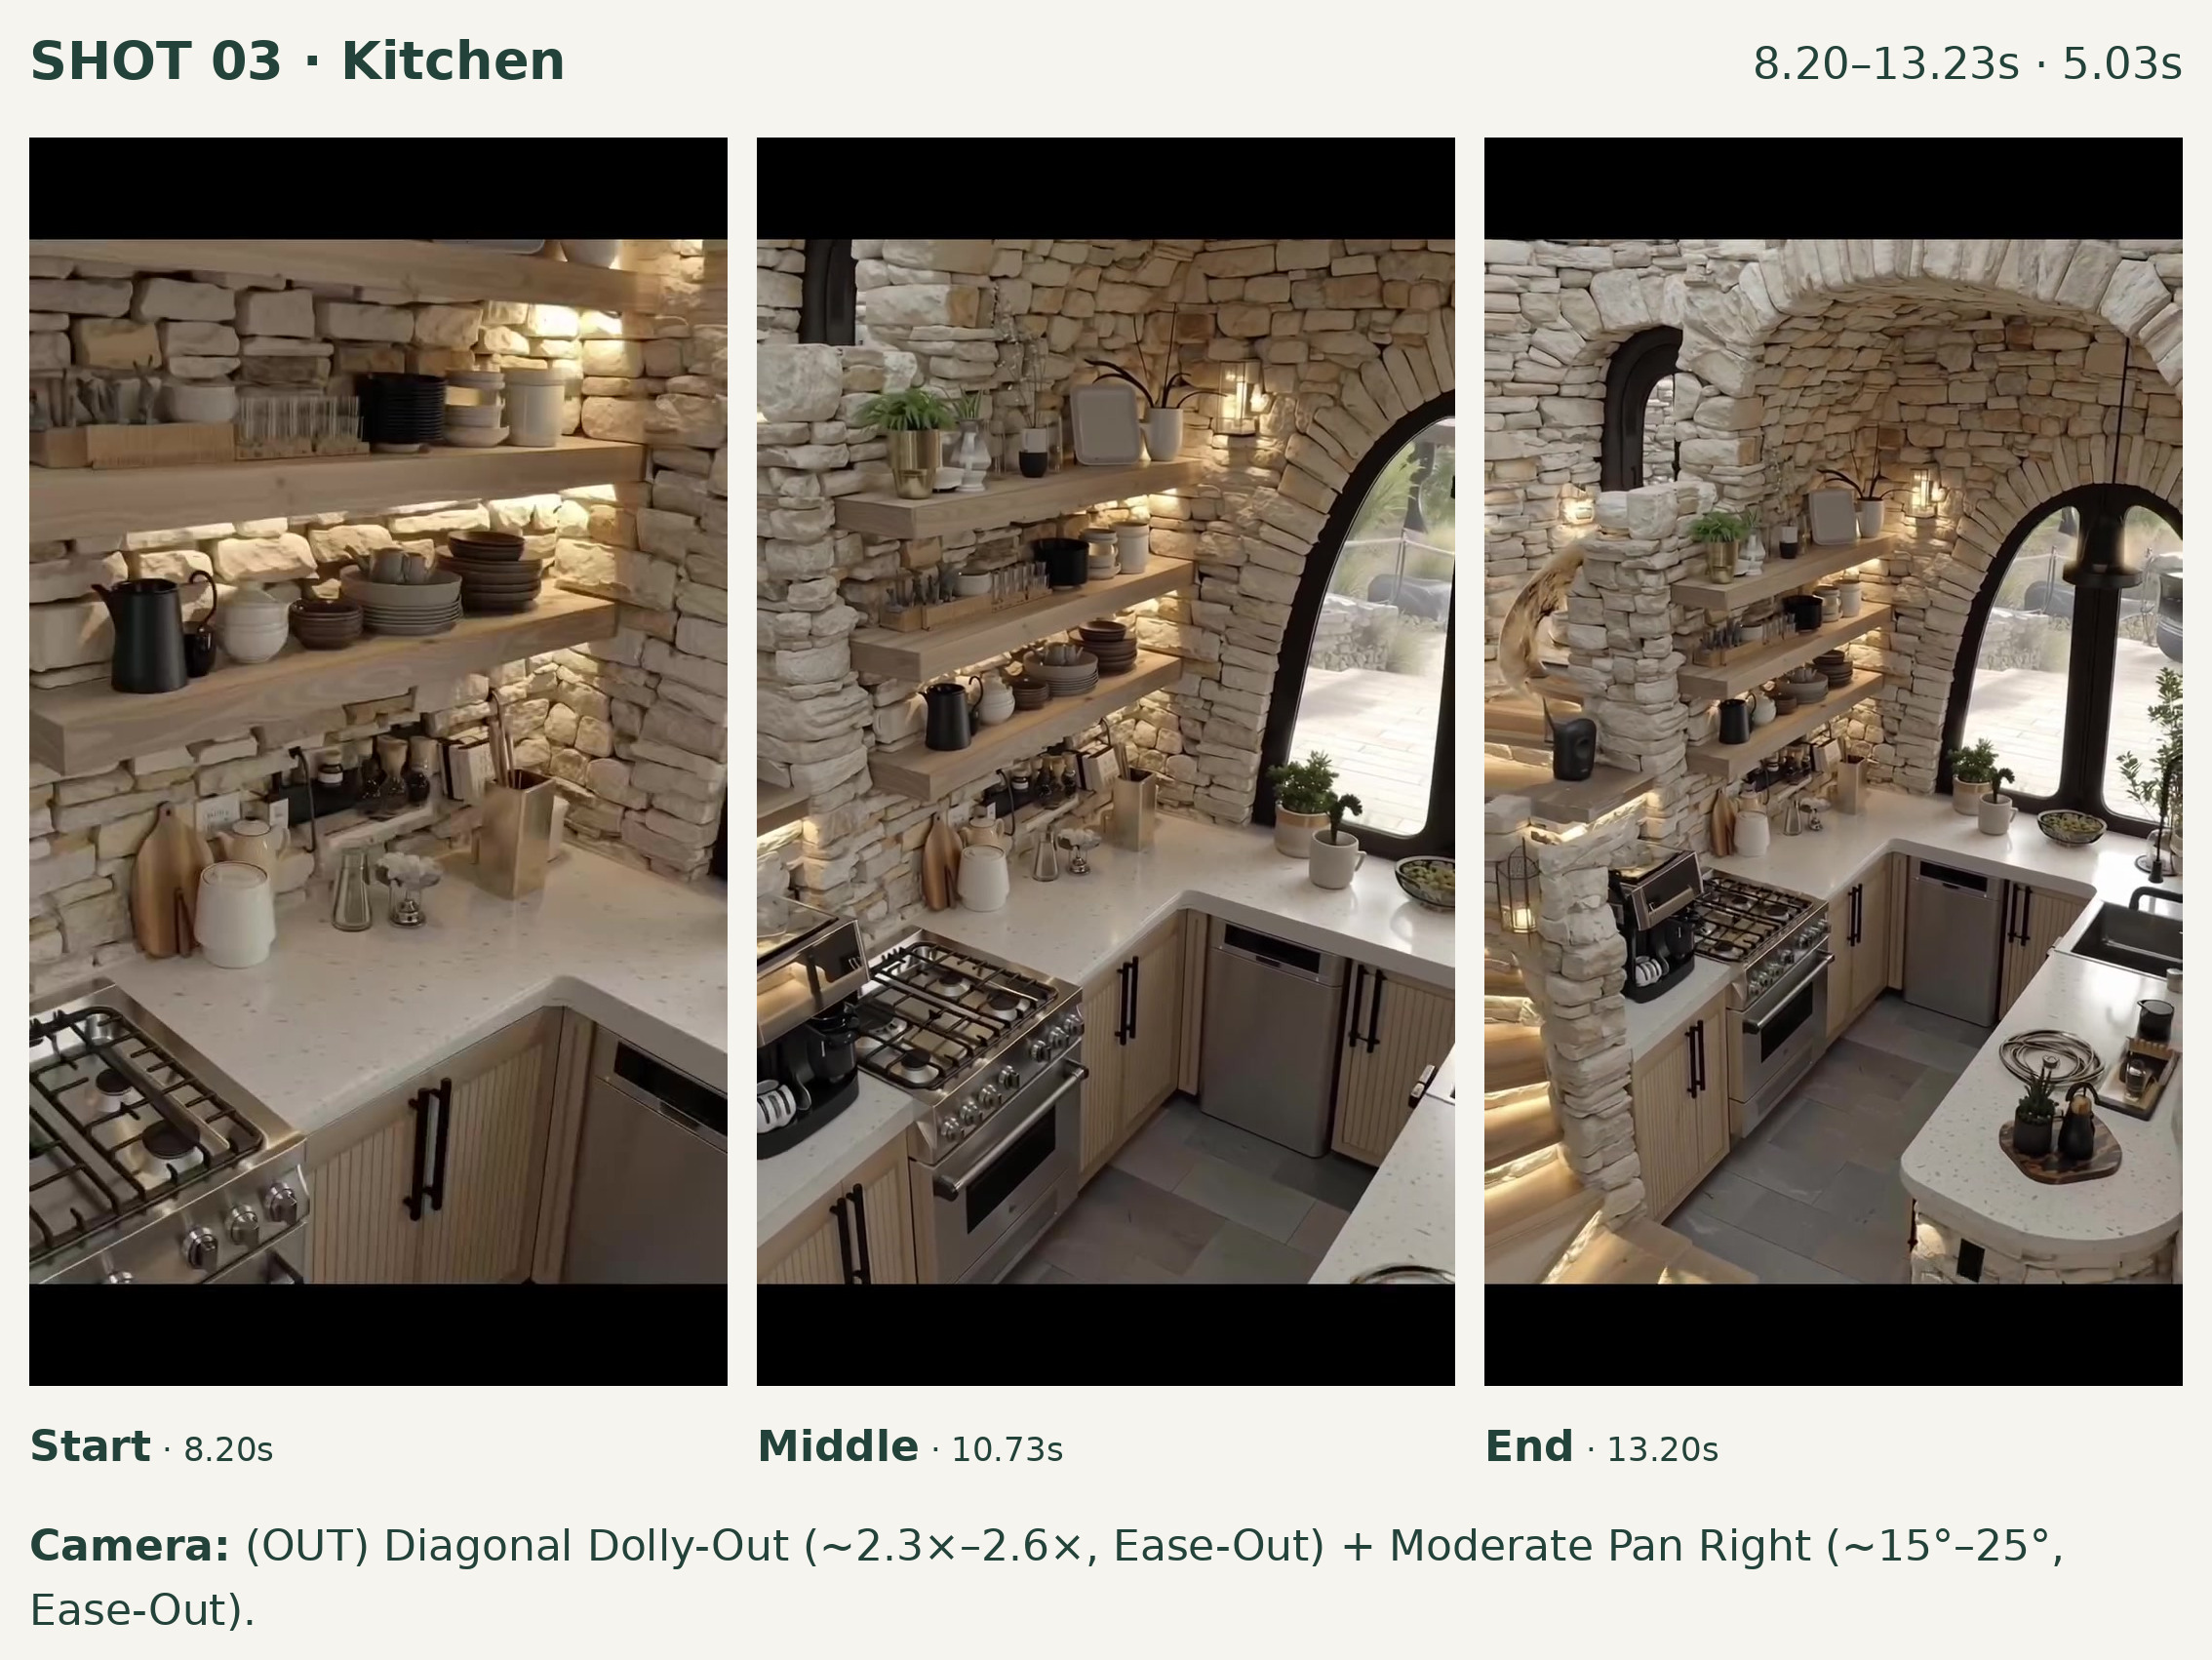 SHOT 03 · Kitchen
8.20–13.23s · 5.03s
Start · 8.20s
Middle · 10.73s
End · 13.20s
Camera: (OUT) Diagonal Dolly-Out (~2.3×–2.6×, Ease-Out) + Moderate Pan Right (~15°–25°,
Ease-Out).